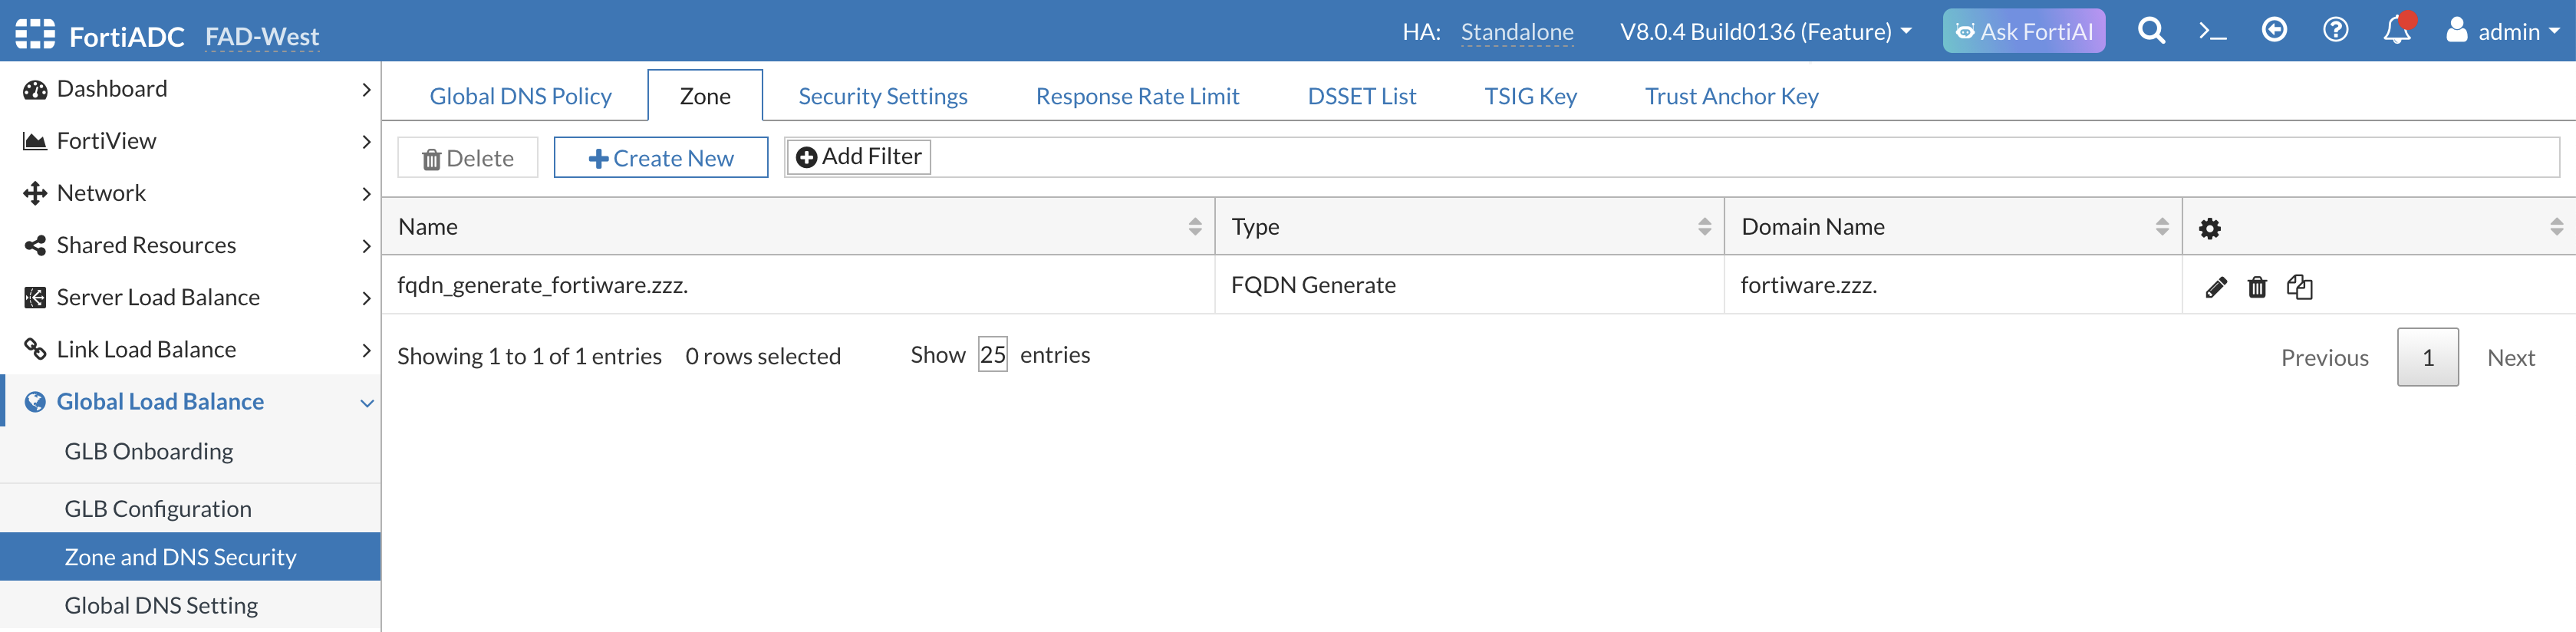 FortiADC FAD-West HA: Standalone V8.0.4 Build0136 (Feature) Ask FortiAI admin
Dashboard
FortiView
Network
Shared Resources
Server Load Balance
Link Load Balance
Global Load Balance
GLB Onboarding
GLB Configuration
Zone and DNS Security
Global DNS Setting
Global DNS Policy Zone Security Settings Response Rate Limit DSSET List TSIG Key Trust Anchor Key
Delete Create New Add Filter
Name Type Domain Name
fqdn_generate_fortiware.zzz. FQDN Generate fortiware.zzz.
Showing 1 to 1 of 1 entries 0 rows selected Show 25 entries Previous 1 Next